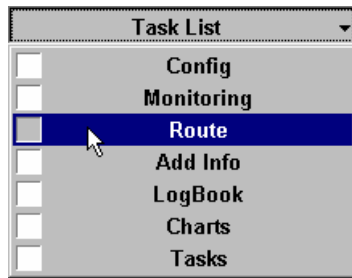 Task List
Config
Monitoring
Route
Add Info
LogBook
Charts
Tasks